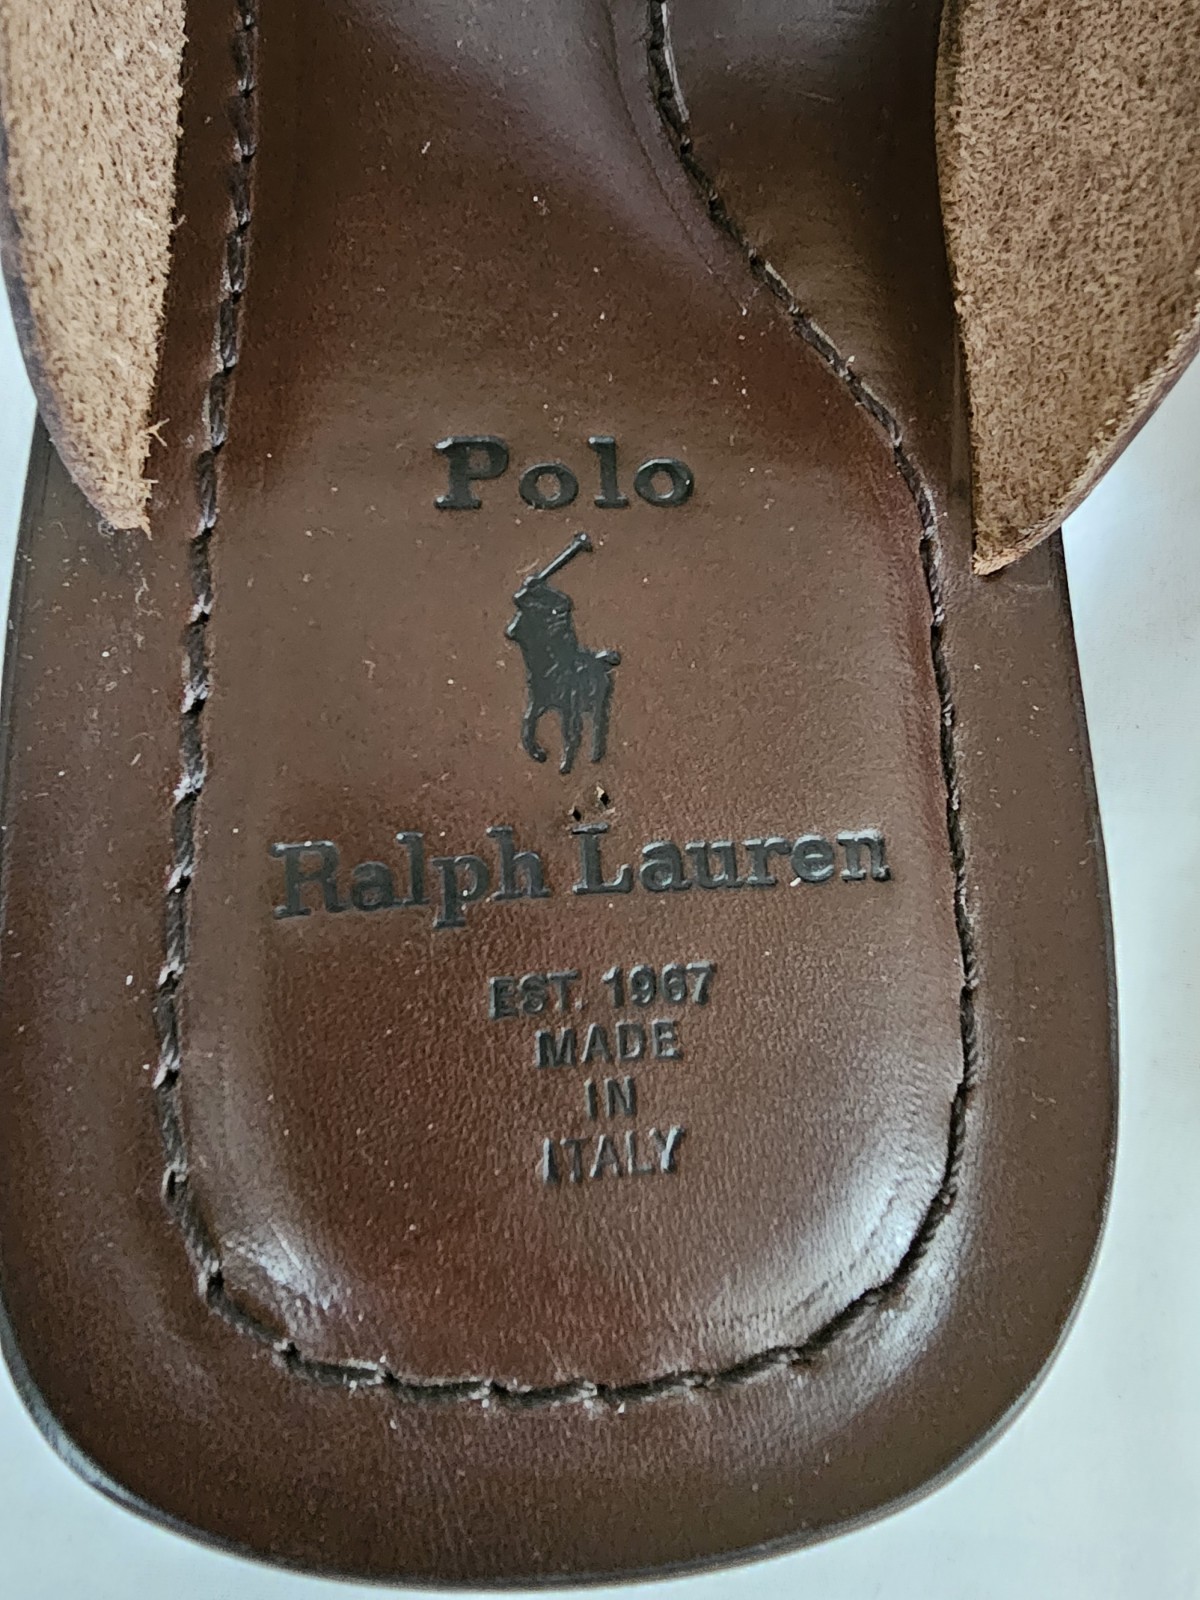 Polo
Ralph Lauren
EST. 1967
MADE
IN
ITALY